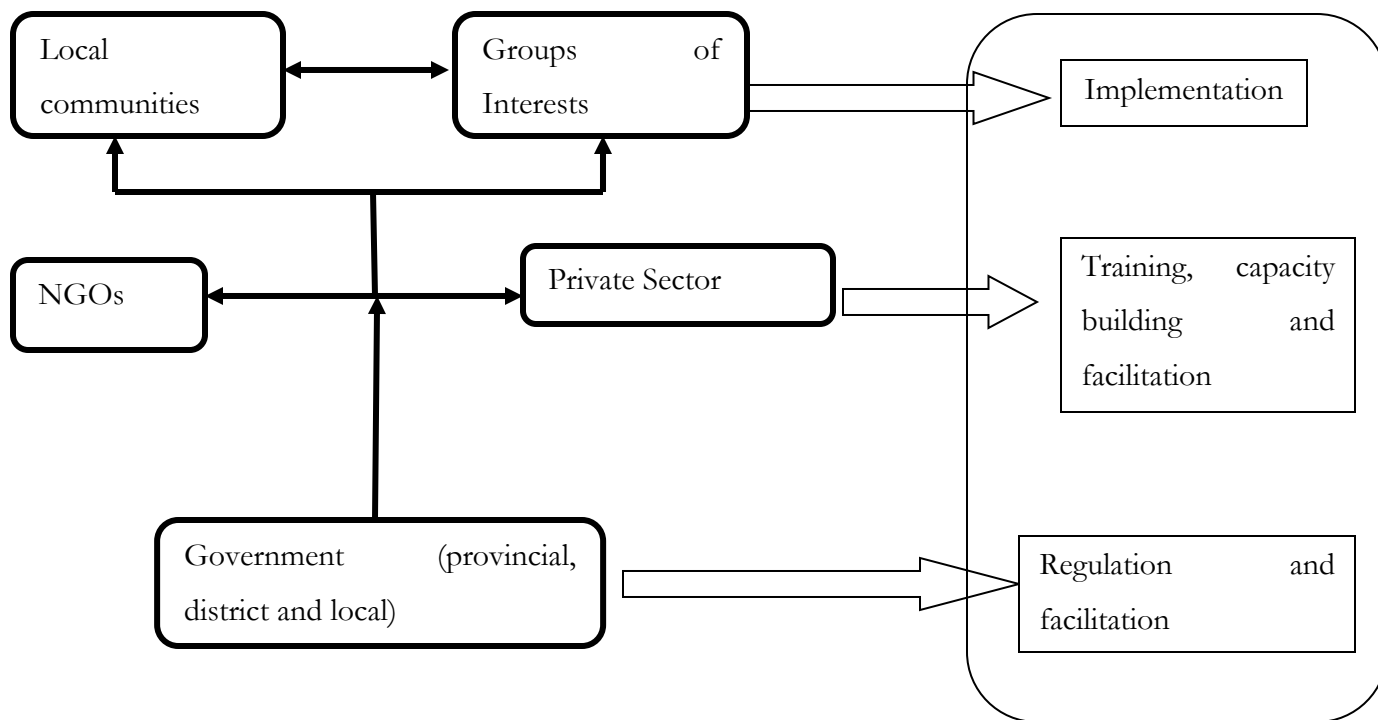 Local
communities
Groups of
Interests
Implementation
NGOs
Private Sector
Training, capacity
building and
facilitation
Government (provincial,
district and local)
Regulation and
facilitation